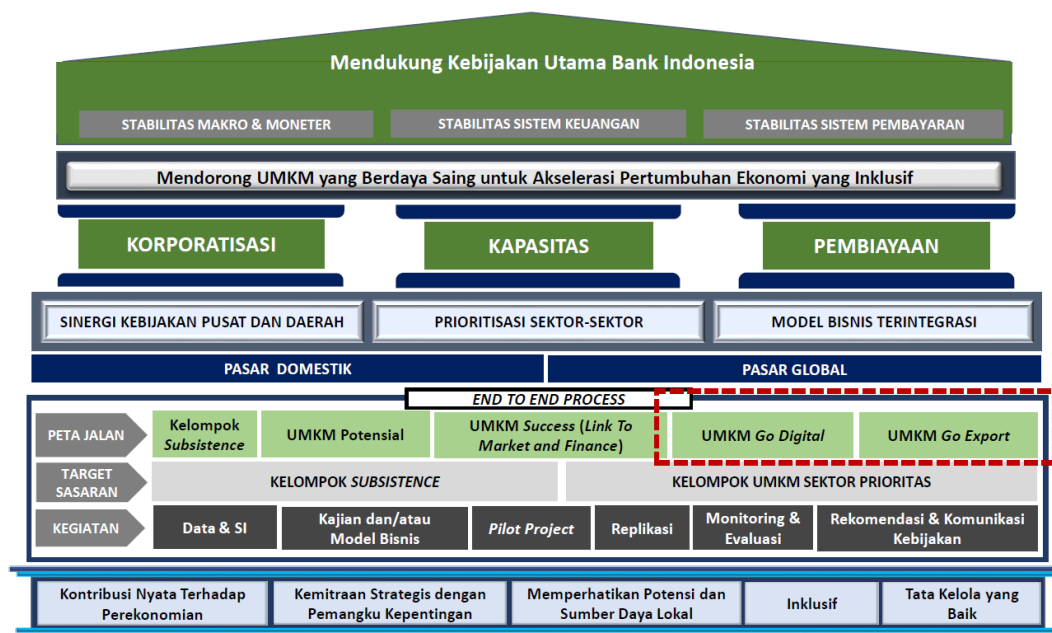 Mendukung Kebijakan Utama Bank Indonesia
STABILITAS MAKRO & MONETER
STABILITAS SISTEM KEUANGAN
STABILITAS SISTEM PEMBAYARAN
Mendorong UMKM yang Berdaya Saing untuk Akselerasi Pertumbuhan Ekonomi yang Inklusif
KORPORATISASI
KAPASITAS
PEMBIAYAAN
SINERGI KEBIJAKAN PUSAT DAN DAERAH
PRIORITISASI SEKTOR-SEKTOR
MODEL BISNIS TERINTEGRASI
PASAR DOMESTIK
PASAR GLOBAL
END TO END PROCESS
PETA JALAN
Kelompok
Subsistence
UMKM Potensial
UMKM Success (Link To
Market and Finance)
UMKM Go Digital
UMKM Go Export
TARGET
SASARAN
KELOMPOK SUBSISTENCE
KELOMPOK UMKM SEKTOR PRIORITAS
KEGIATAN
Data & SI
Kajian dan/atau
Model Bisnis
Pilot Project
Replikasi
Monitoring &
Evaluasi
Rekomendasi & Komunikasi
Kebijakan
Kontribusi Nyata Terhadap
Perekonomian
Kemitraan Strategis dengan
Pemangku Kepentingan
Memperhatikan Potensi dan
Sumber Daya Lokal
Inklusif
Tata Kelola yang
Baik